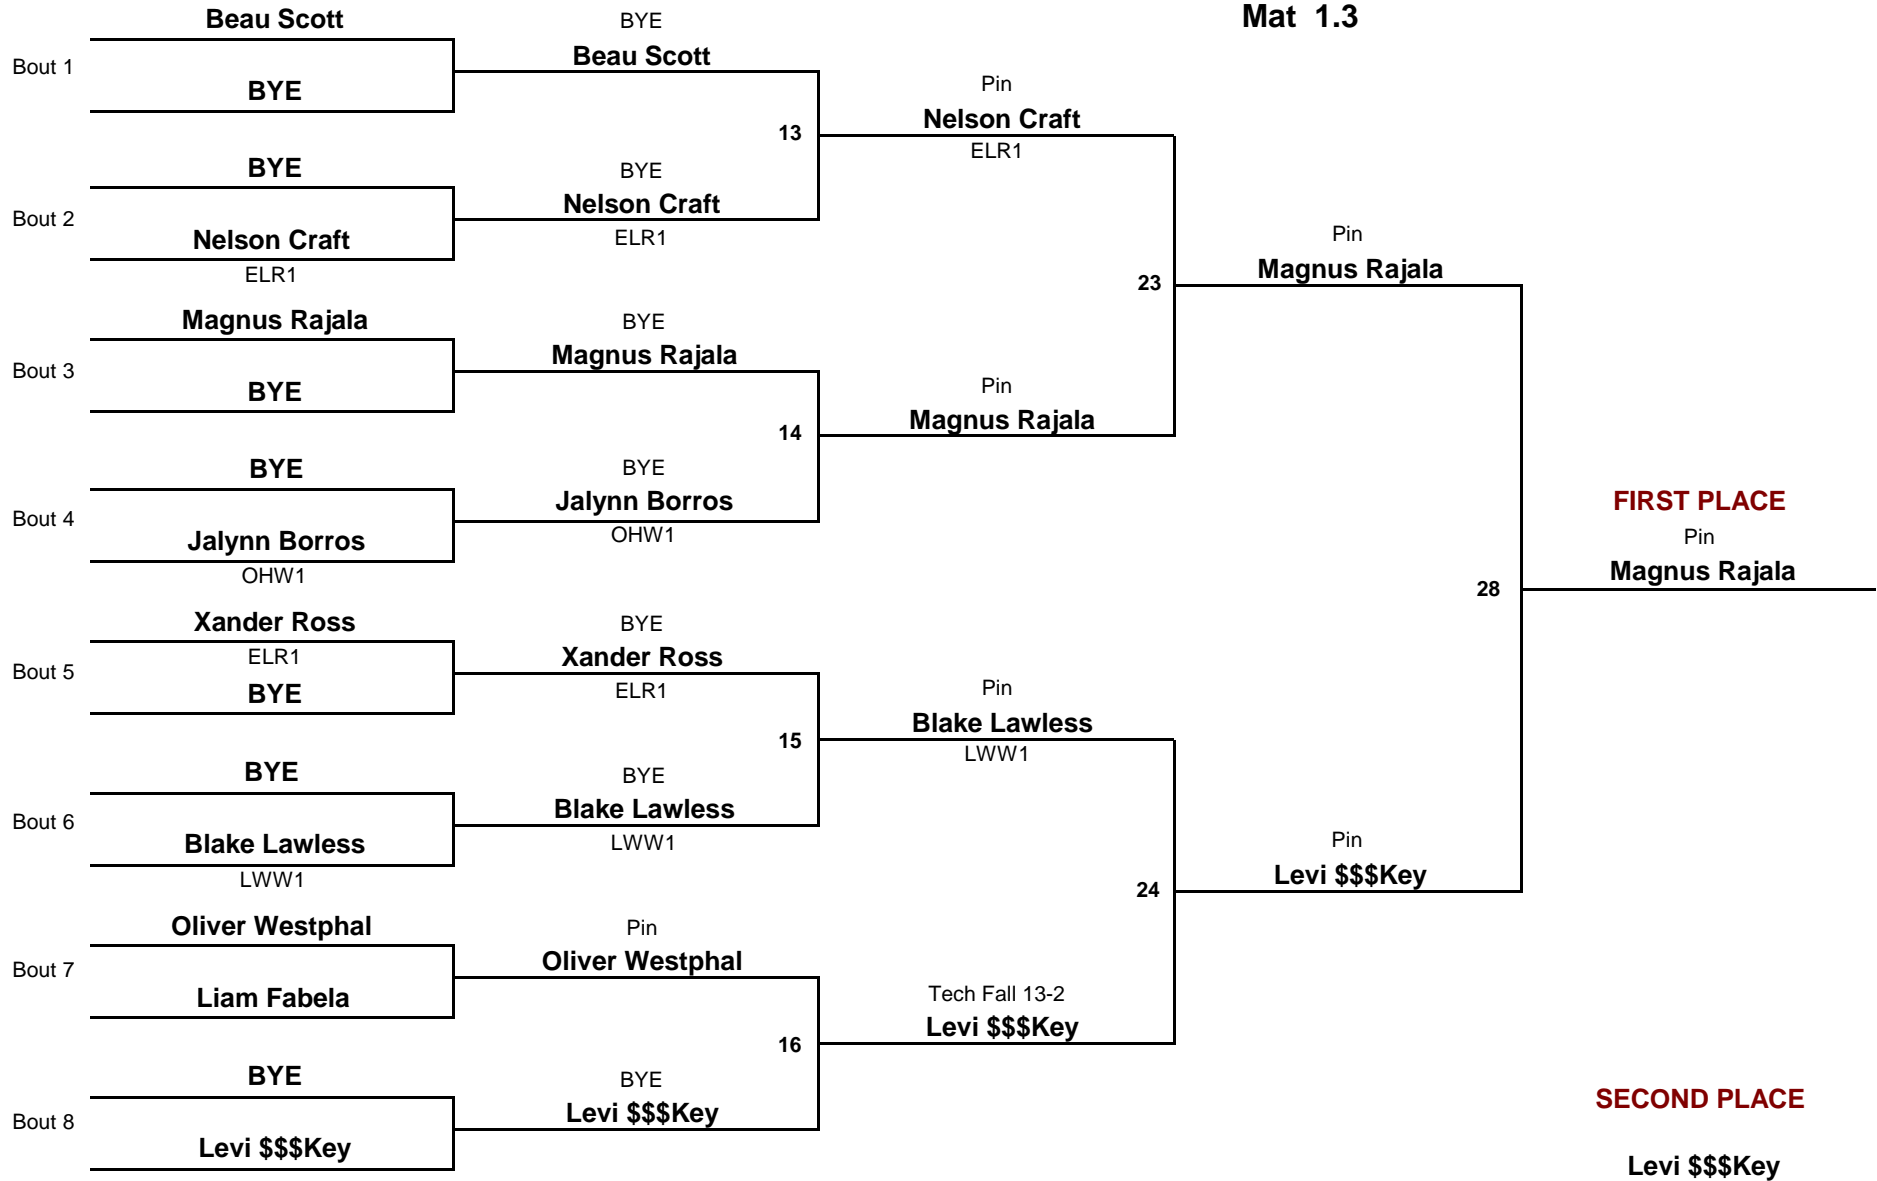 Mat 1.3
Beau Scott
Bout 1
BYE
BYE
Bout 2
Nelson Craft
ELR1
Magnus Rajala
Bout 3
BYE
BYE
Bout 4
Jalynn Borros
OHW1
Xander Ross
ELR1
Bout 5
BYE
BYE
Bout 6
Blake Lawless
LWW1
Oliver Westphal
Bout 7
Liam Fabela
BYE
Bout 8
Levi $$$Key
BYE
Beau Scott
13
BYE
Nelson Craft
ELR1
BYE
Magnus Rajala
14
BYE
Jalynn Borros
OHW1
BYE
Xander Ross
ELR1
15
BYE
Blake Lawless
LWW1
Pin
Oliver Westphal
16
BYE
Levi $$$Key
Pin
Nelson Craft
ELR1
23
Pin
Magnus Rajala
Pin
Blake Lawless
LWW1
24
Tech Fall 13-2
Levi $$$Key
Pin
Magnus Rajala
28
Pin
Levi $$$Key
FIRST PLACE
Pin
Magnus Rajala
SECOND PLACE
Levi $$$Key